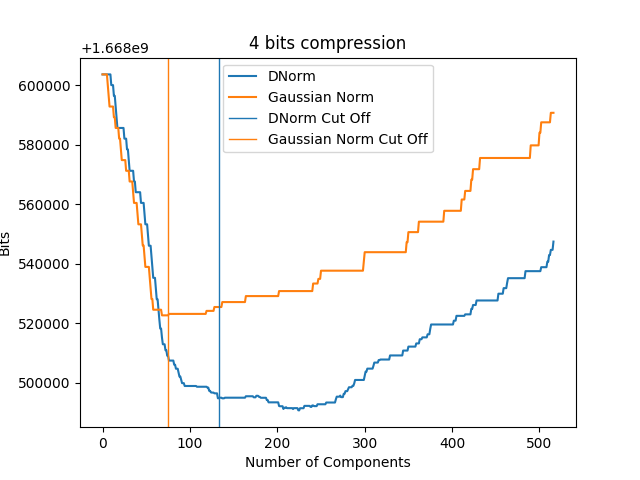 4 bits compression
+1.668e9
600000
580000
560000
540000
520000
500000
Bits
DNorm
Gaussian Norm
DNorm Cut Off
Gaussian Norm Cut Off
0 100 200 300 400 500
Number of Components